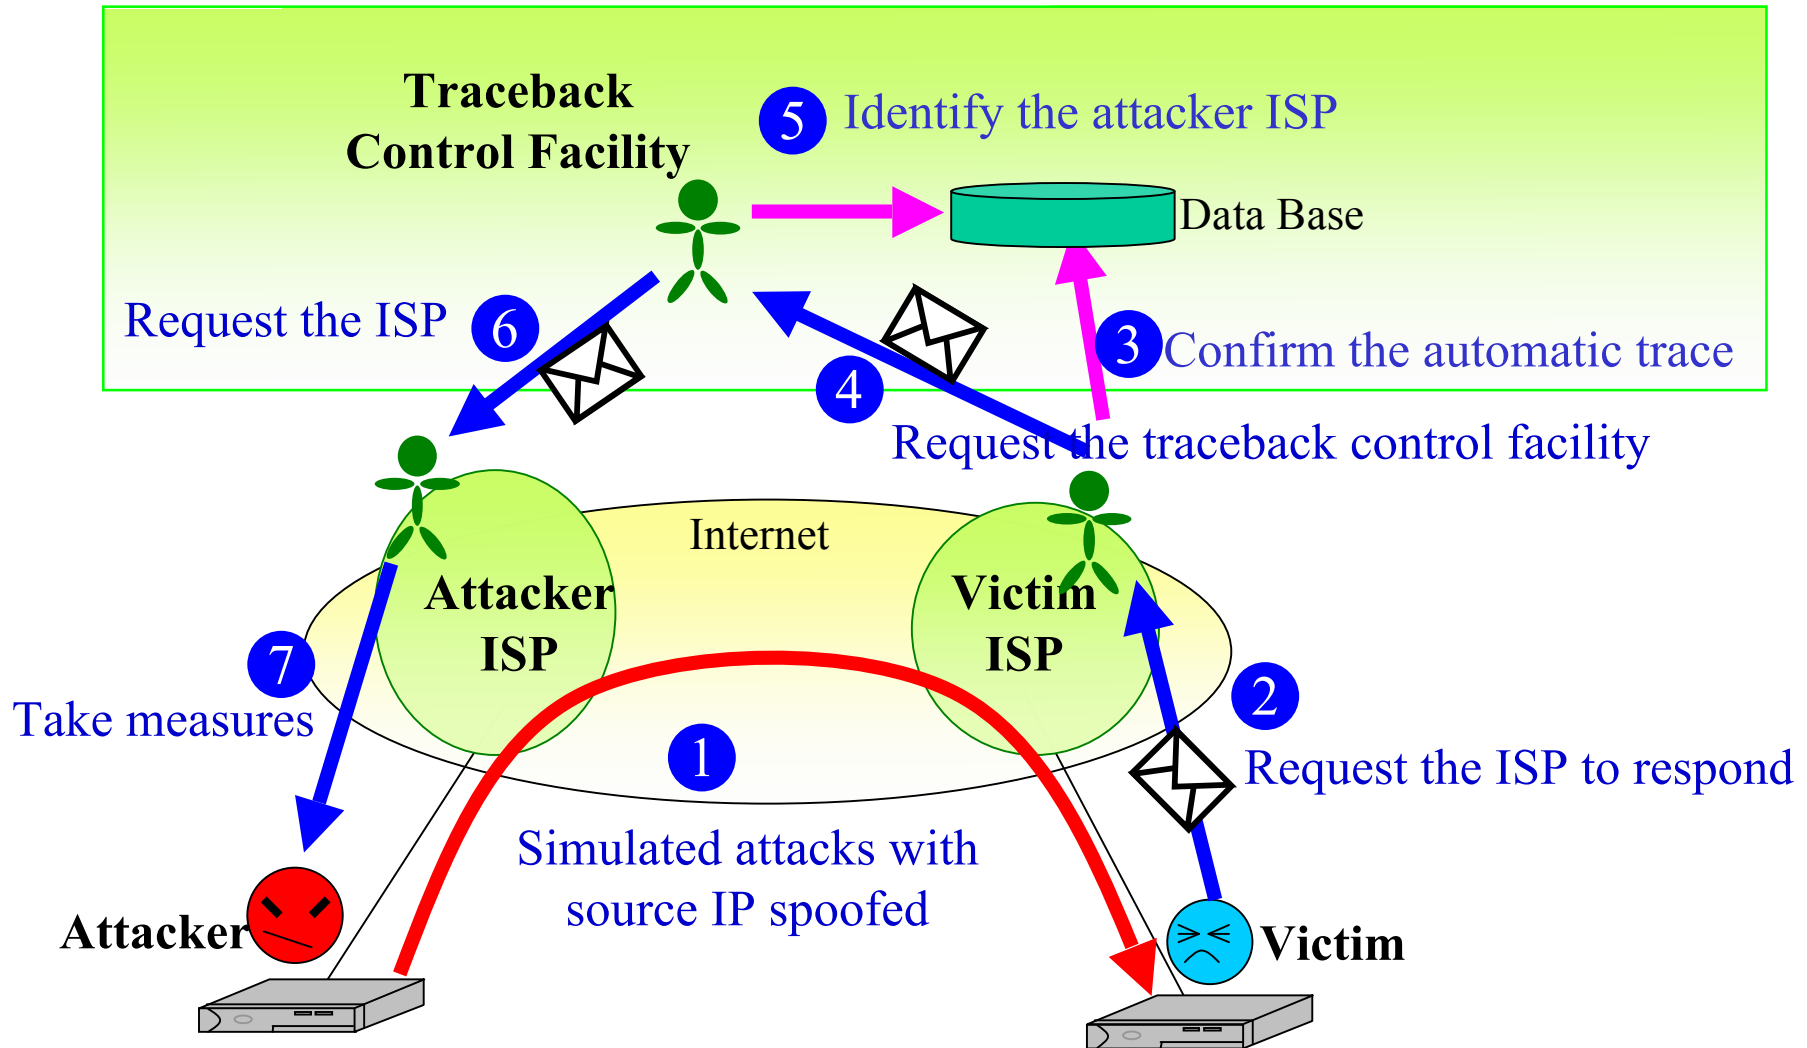 Traceback
Control Facility
5
Identify the attacker ISP
Data Base
Request the ISP
6
3
Confirm the automatic trace
4
Request the traceback control facility
Internet
Attacker
ISP
Victim
ISP
7
Take measures
2
Request the ISP to respond
1
Simulated attacks with
source IP spoofed
Attacker
Victim